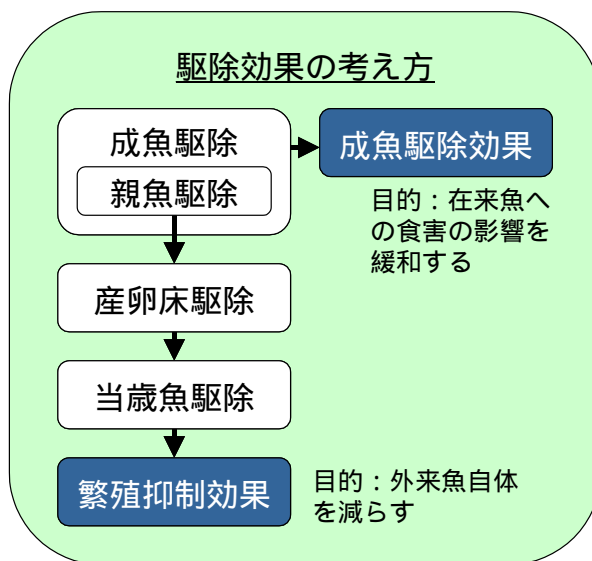 駆除効果の考え方
成魚駆除
成魚駆除効果
親魚駆除
目的：在来魚へ
の食害の影響を
緩和する
産卵床駆除
当歳魚駆除
繁殖抑制効果
目的：外来魚自体
を減らす